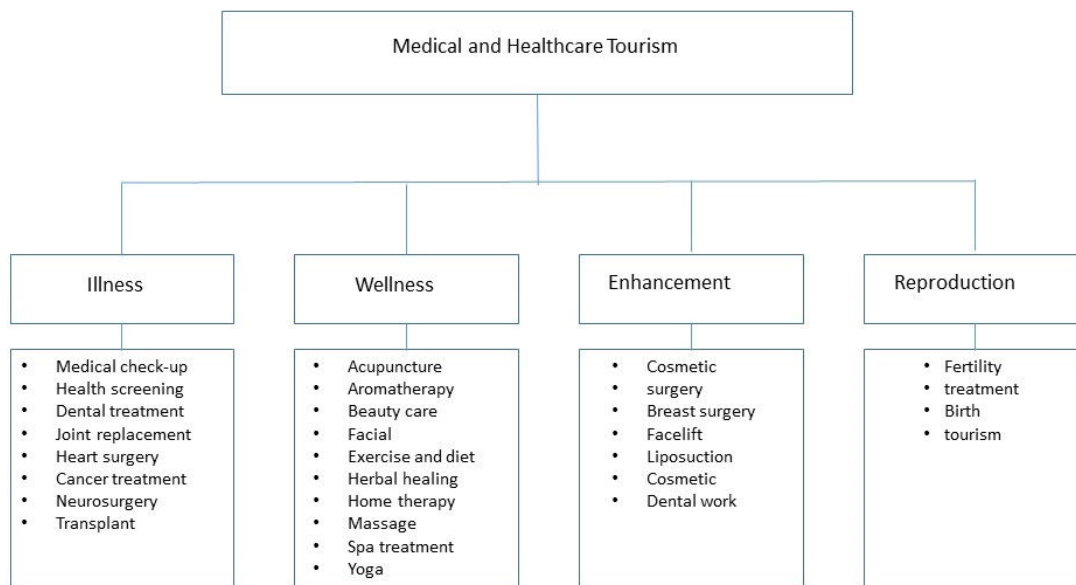 Medical and Healthcare Tourism
Illness
• Medical check-up
• Health screening
• Dental treatment
• Joint replacement
• Heart surgery
• Cancer treatment
• Neurosurgery
• Transplant
Wellness
• Acupuncture
• Aromatherapy
• Beauty care
• Facial
• Exercise and diet
• Herbal healing
• Home therapy
• Massage
• Spa treatment
• Yoga
Enhancement
• Cosmetic
• surgery
• Breast surgery
• Facelift
• Liposuction
• Cosmetic
• Dental work
Reproduction
• Fertility
• treatment
• Birth
• tourism